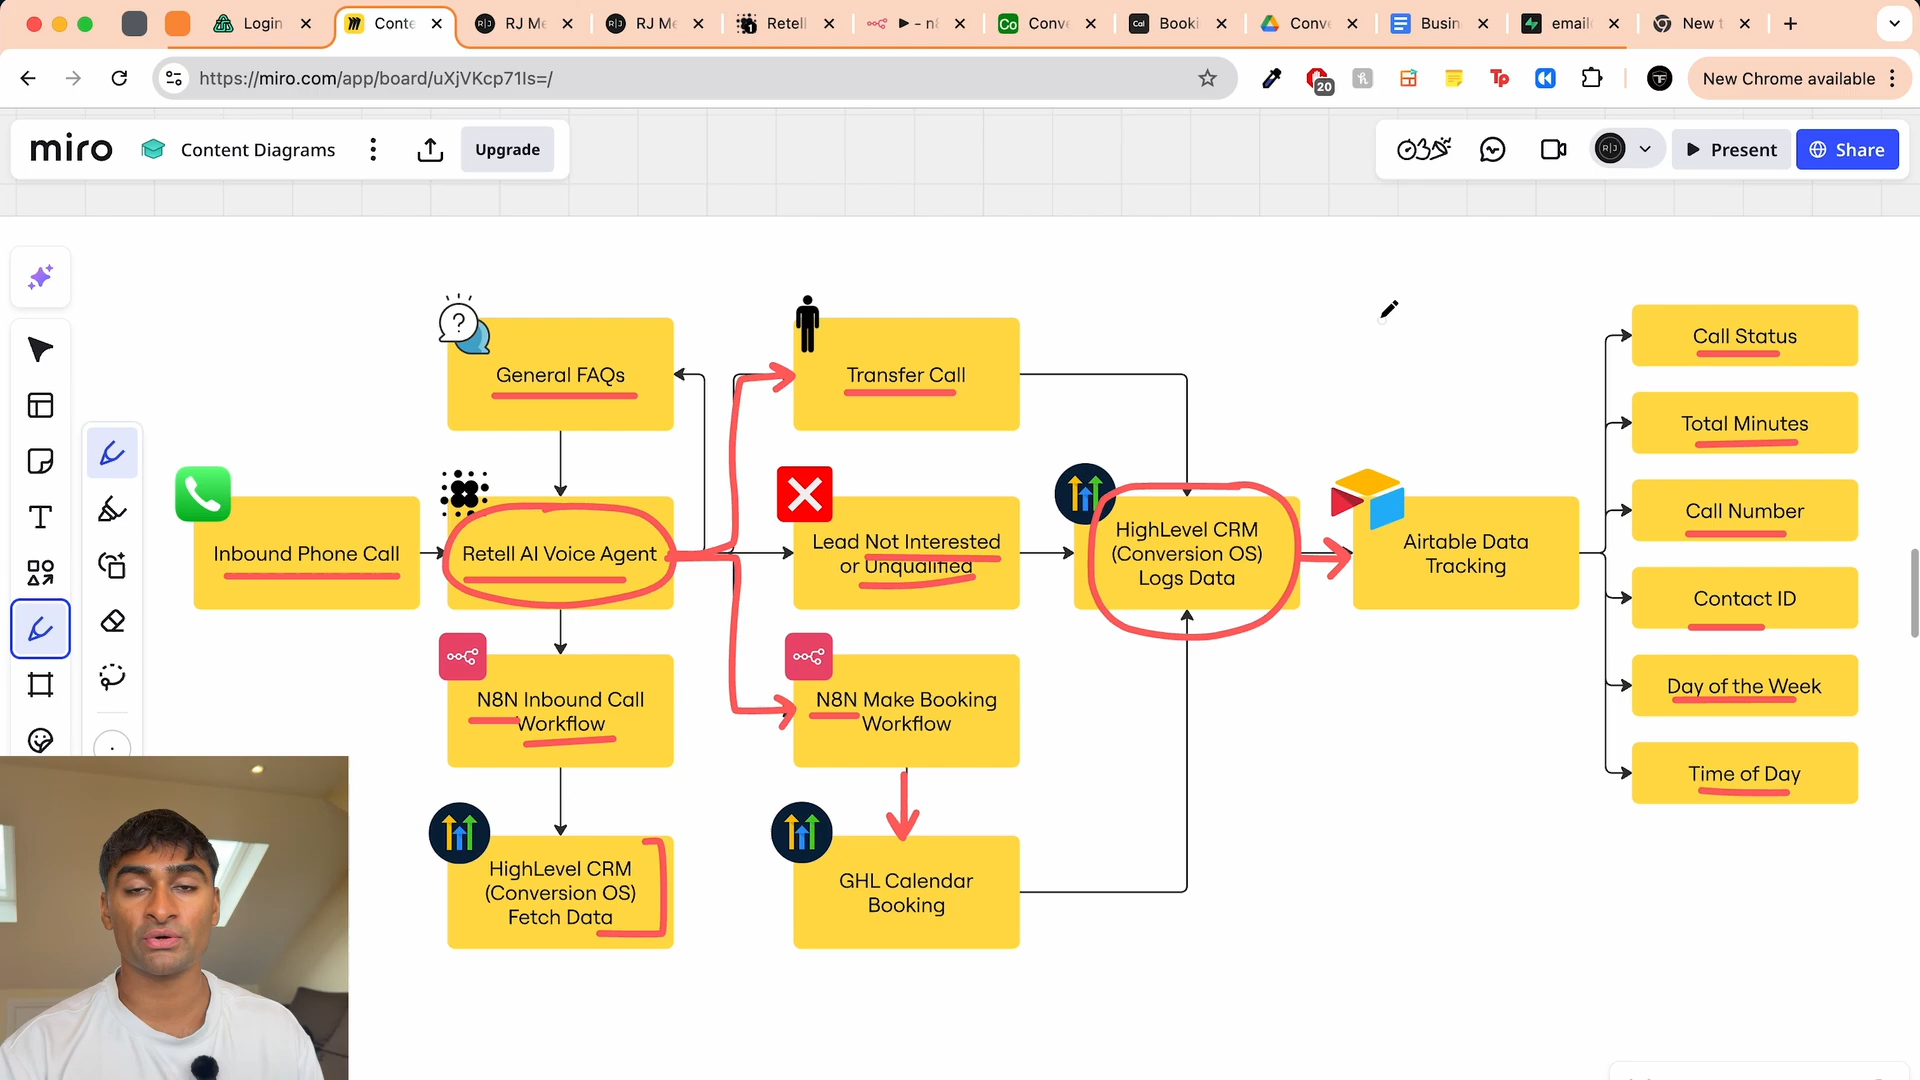 Login
Conte
RJ Me
RJ Me
Retell
- n8
Conve
Booki
Conve
Busin
email
New t
https://miro.com/app/board/uXjVKcp71Is=/
20
New Chrome available
miro
Content Diagrams
Upgrade
Present
Share
General FAQs
Transfer Call
Inbound Phone Call
Retell AI Voice Agent
Lead Not Interested
or Unqualified
HighLevel CRM
(Conversion OS)
Logs Data
Airtable Data
Tracking
N8N Inbound Call
Workflow
N8N Make Booking
Workflow
HighLevel CRM
(Conversion OS)
Fetch Data
GHL Calendar
Booking
Call Status
Total Minutes
Call Number
Contact ID
Day of the Week
Time of Day